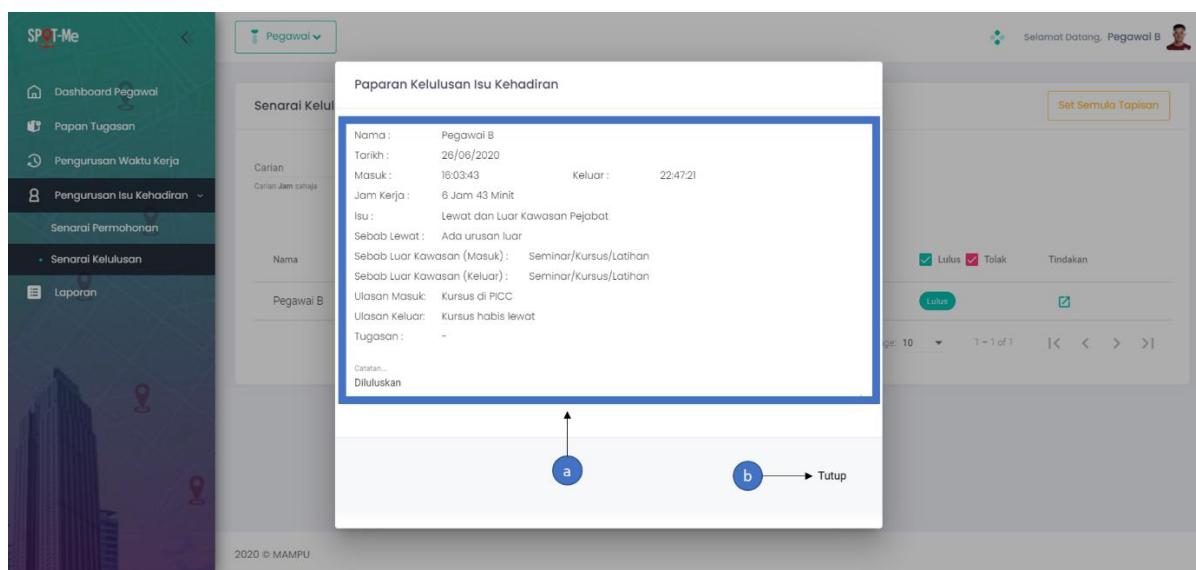 SPOT-Me
Pegawai
Selamat Datang, Pegawai B
Dashboard Pegawai
Papan Tugasan
Pengurusan Waktu Kerja
Pengurusan Isu Kehadiran
Senarai Permohonan
Senarai Kelulusan
Laporan
Senarai Kelul
Set Semula Tapisan
Carian
Carian Jam sahaja
Nama
Lulus Tolak
Tindakan
Pegawai B
Lulus
ge: 10
1 – 1 of 1
Paparan Kelulusan Isu Kehadiran
Nama : Pegawai B
Tarikh : 26/06/2020
Masuk : 16:03:43 Keluar : 22:47:21
Jam Kerja : 6 Jam 43 Minit
Isu : Lewat dan Luar Kawasan Pejabat
Sebab Lewat : Ada urusan luar
Sebab Luar Kawasan (Masuk) : Seminar/Kursus/Latihan
Sebab Luar Kawasan (Keluar) : Seminar/Kursus/Latihan
Ulasan Masuk: Kursus di PICC
Ulasan Keluar: Kursus habis lewat
Tugasan : -
Catatan...
Diluluskan
a
b
Tutup
2020 © MAMPU